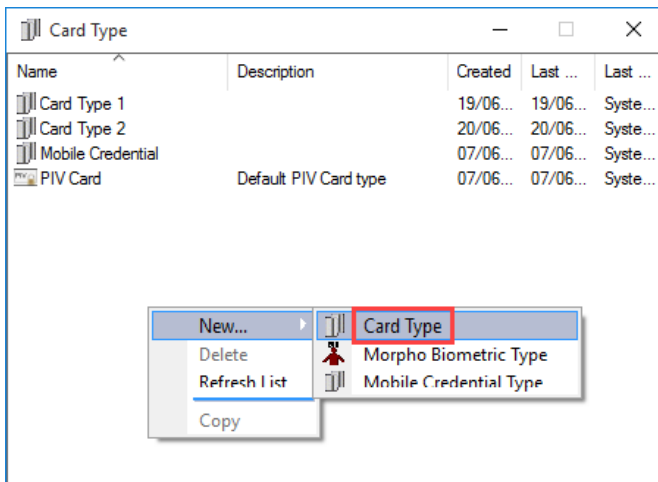 Card Type
Name Description Created Last ... Last ...
Card Type 1 19/06... 19/06... Syste...
Card Type 2 20/06... 20/06... Syste...
Mobile Credential 07/06... 07/06... Syste...
PIV Card Default PIV Card type 07/06... 07/06... Syste...
New... Card Type
Delete Morpho Biometric Type
Refresh List Mobile Credential Type
Copy